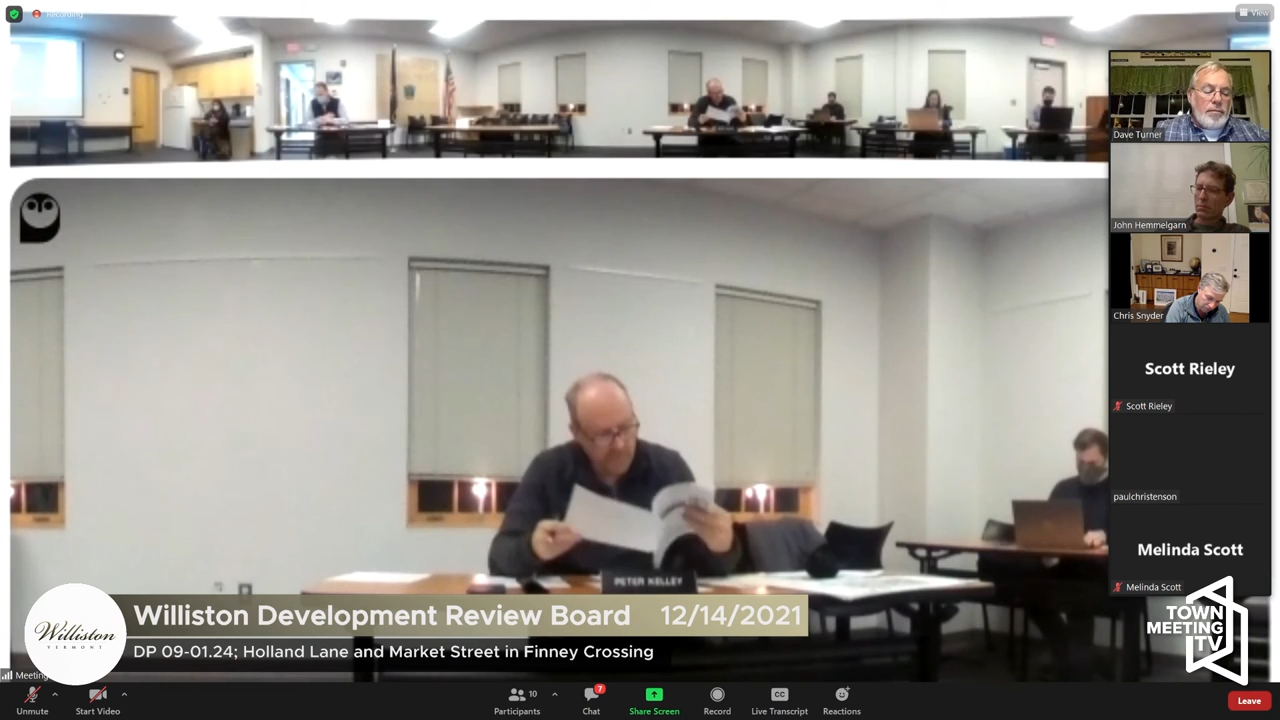 Recording
View
Dave Turner
John Hemmelgarn
Chris Snyder
Scott Rieley
Scott Rieley
paulchristenson
Melinda Scott
Melinda Scott
PETER KELLEY
Williston
VERMONT
Williston Development Review Board 12/14/2021
DP 09-01.24; Holland Lane and Market Street in Finney Crossing
TOWN
MEETING
TV
Meeting
Unmute
Start Video
10
Participants
7
Chat
Share Screen
Record
CC
Live Transcript
Reactions
Leave